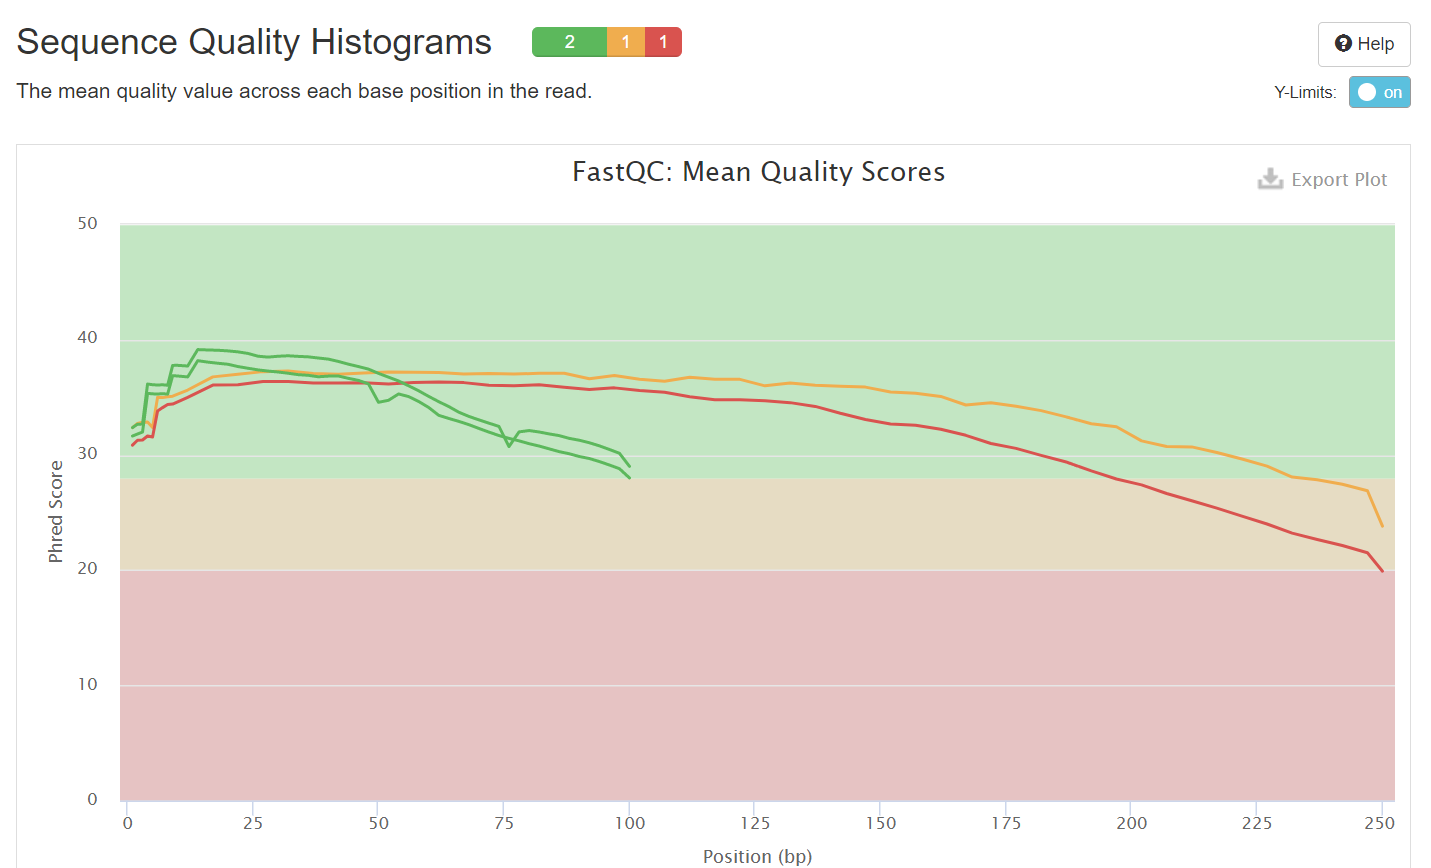 Sequence Quality Histograms
2 1 1
Help
The mean quality value across each base position in the read.
Y-Limits: on
FastQC: Mean Quality Scores
Export Plot
50
40
30
20
10
0
Phred Score
0 25 50 75 100 125 150 175 200 225 250
Position (bp)